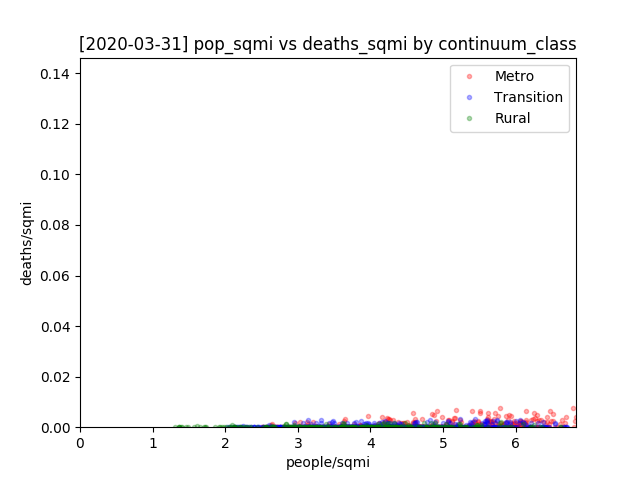 [2020-03-31] pop_sqmi vs deaths_sqmi by continuum_class
Metro
Transition
Rural
deaths/sqmi
0.14
0.12
0.10
0.08
0.06
0.04
0.02
0.00
0 1 2 3 4 5 6
people/sqmi